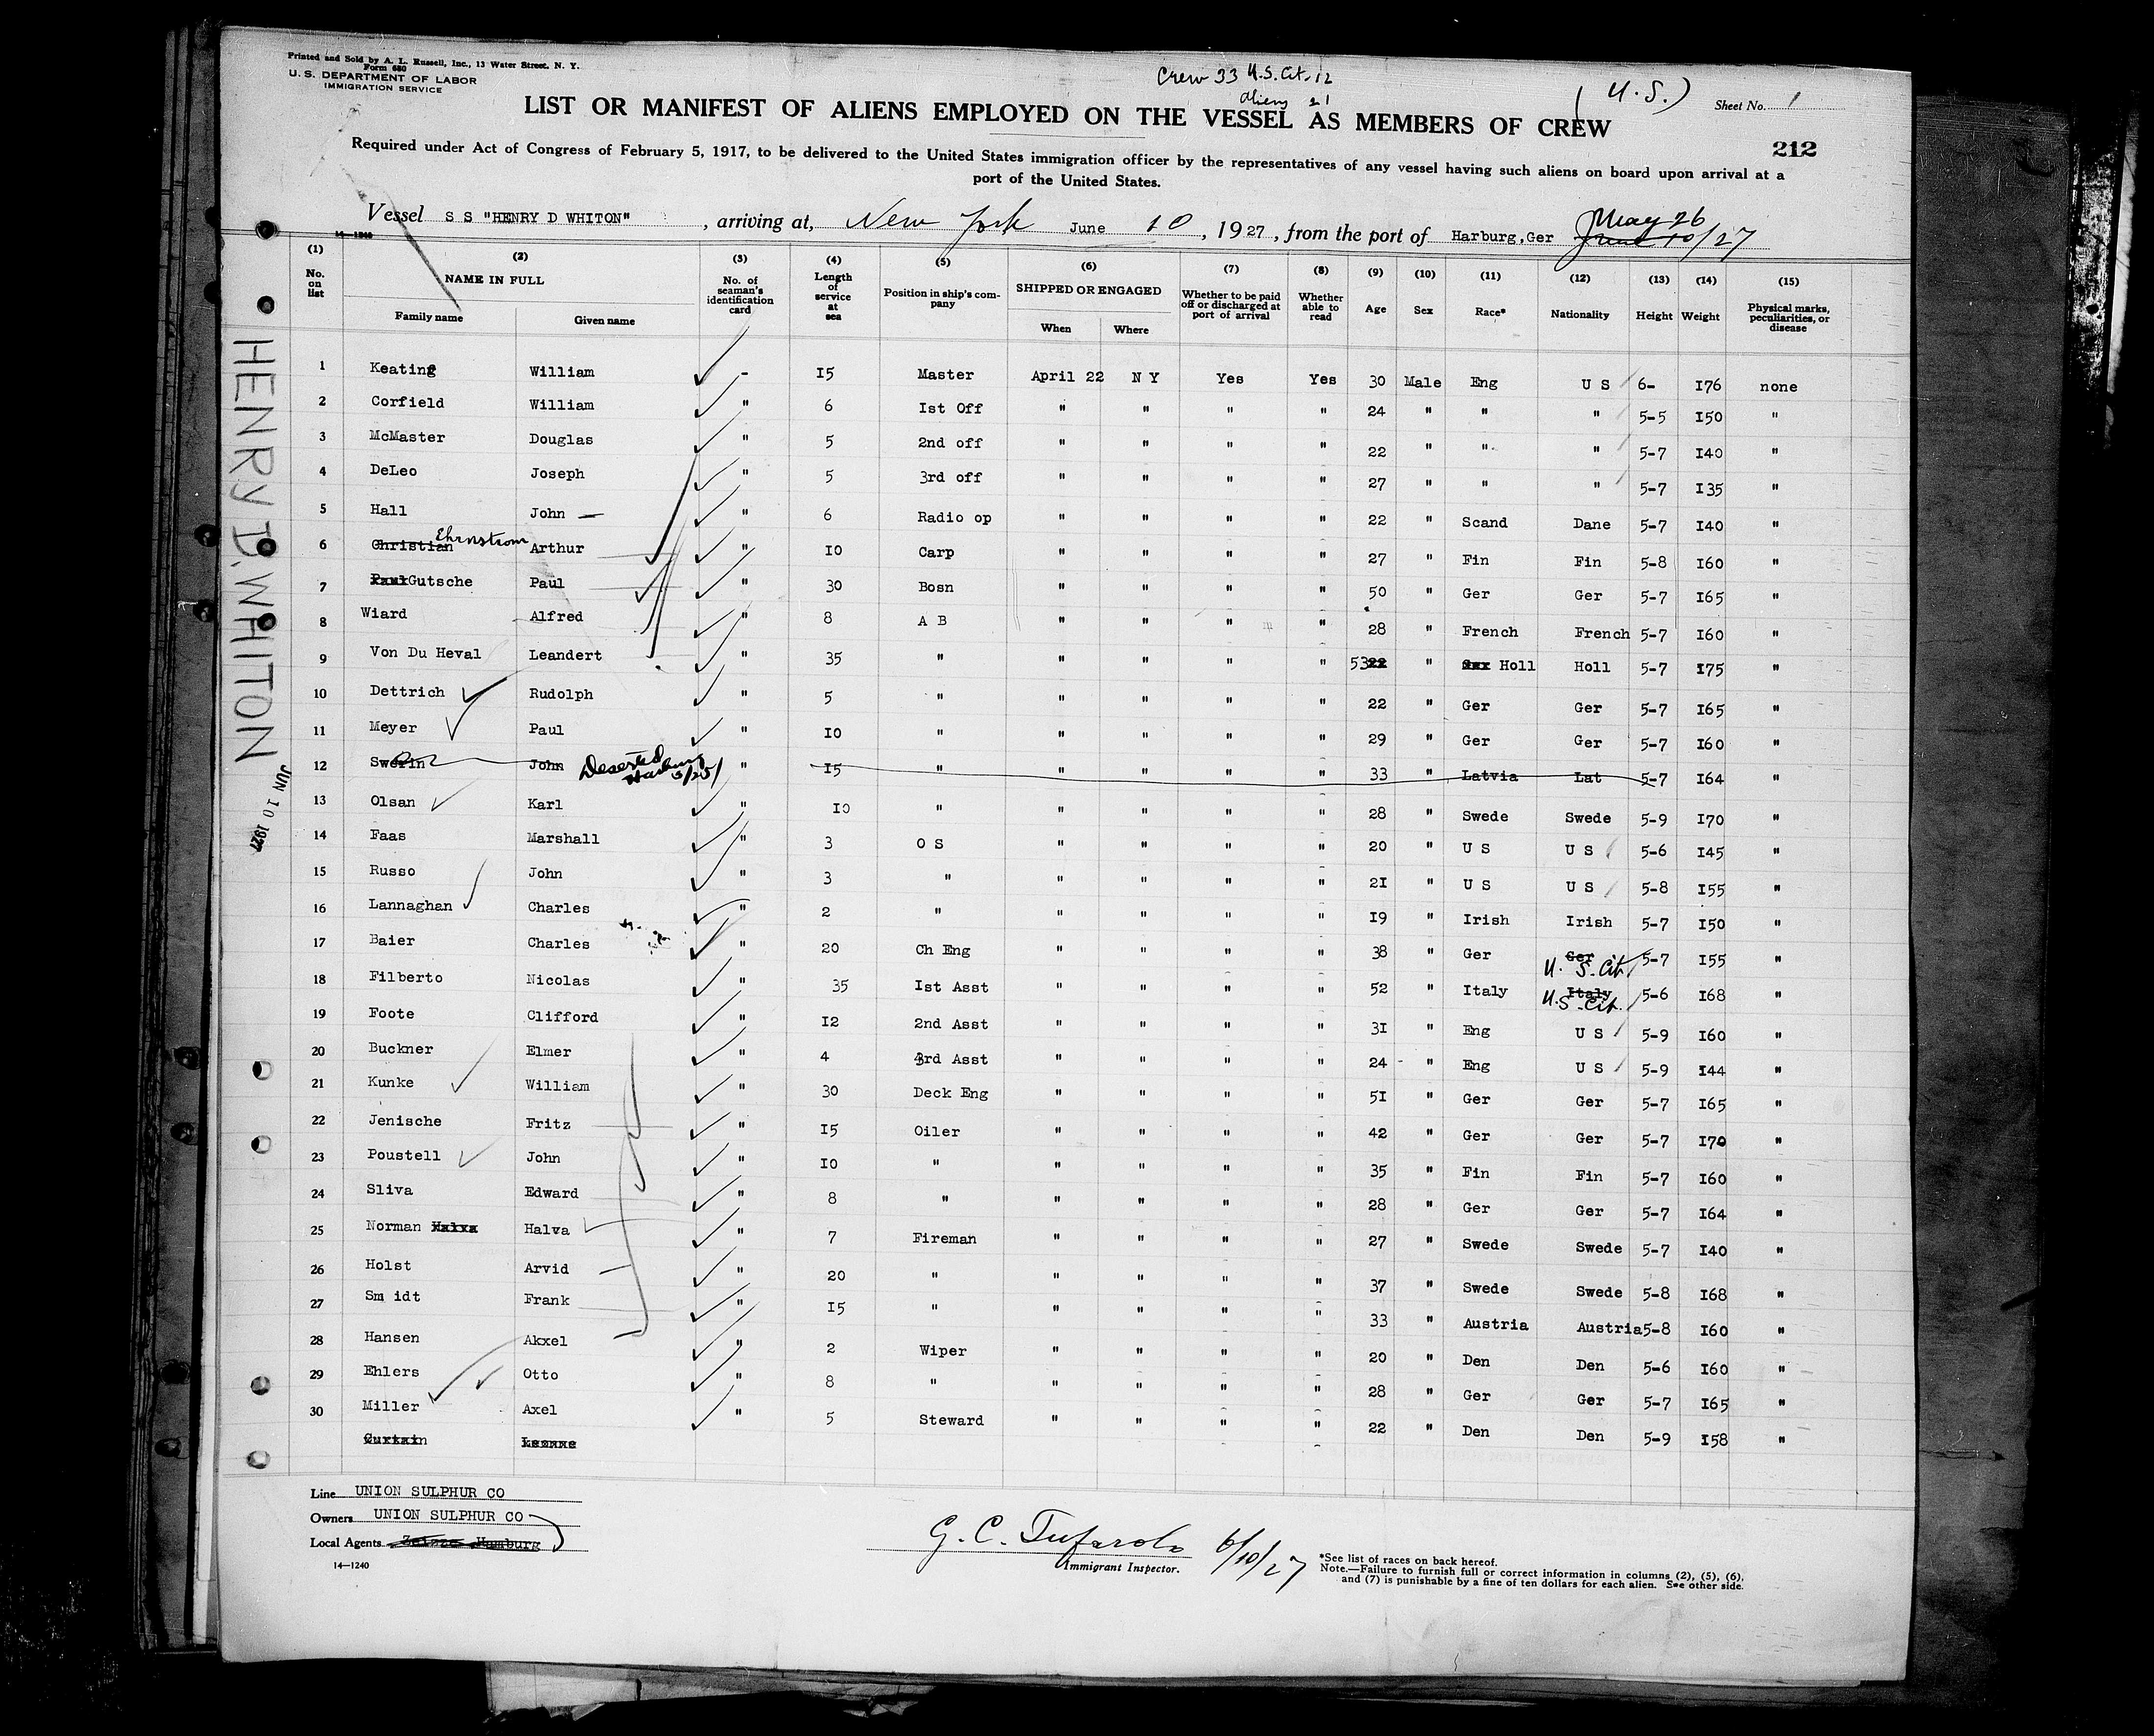 Printed and Sold by A. L. Russell, Inc., 13 Water Street, N. Y.
Form 680
U. S. DEPARTMENT OF LABOR
IMMIGRATION SERVICE
Crew 33 U.S. Cit. 12
Aliens 21
(U.S.)
Sheet No. 1
LIST OR MANIFEST OF ALIENS EMPLOYED ON THE VESSEL AS MEMBERS OF CREW
212
Required under Act of Congress of February 5, 1917, to be delivered to the United States immigration officer by the representatives of any vessel having such aliens on board upon arrival at a
port of the United States.
May 26
Vessel S S "HENRY D WHITON", arriving at, New York June 10, 1927, from the port of Harburg,Ger June 10/27
14-1240
(1) (2) (3) (4) (5) (6) (7) (8) (9) (10) (11) (12) (13) (14) (15)
No. on list NAME IN FULL No. of seaman's identification card Length of service at sea Position in ship's company SHIPPED OR ENGAGED Whether to be paid off or discharged at port of arrival Whether able to read Age Sex Race* Nationality Height Weight Physical marks, peculiarities, or disease
Family name Given name When Where
1 Keating William - 15 Master April 22 N Y Yes Yes 30 Male Eng U S 6- 176 none
2 Corfield William " 6 1st Off " " " " 24 " " " 5-5 150 "
3 McMaster Douglas " 5 2nd off " " " " 22 " " " 5-7 140 "
4 DeLeo Joseph " 5 3rd off " " " " 27 " " " 5-7 135 "
5 Hall John " 6 Radio op " " " " 22 " Scand Dane 5-7 140 "
6 Christian Ehrnstrom Arthur " 10 Carp " " " " 27 " Fin Fin 5-8 160 "
7 Paul Gutsche Paul " 30 Bosn " " " " 50 " Ger Ger 5-7 165 "
8 Wiard Alfred " 8 A B " " " " 28 " French French 5-7 160 "
9 Von Du Heval Leandert " 35 " " " " " 53 22 " Ger Holl Holl 5-7 175 "
10 Dettrich Rudolph " 5 " " " " " 22 " Ger Ger 5-7 165 "
11 Meyer Paul " 10 " " " " " 29 " Ger Ger 5-7 160 "
12 Swerin John Deserted Harburg 5/25/ " 15 " " " " " 33 " Latvia Lat 5-7 164 "
13 Olsan Karl " 10 " " " " " 28 " Swede Swede 5-9 170 "
14 Faas Marshall " 3 O S " " " " 20 " U S U S 5-6 145 "
15 Russo John " 3 " " " " " 21 " U S U S 5-8 155 "
16 Lannaghan Charles " 2 " " " " " 19 " Irish Irish 5-7 150 "
17 Baier Charles " 20 Ch Eng " " " " 38 " Ger Ger U.S. Cit. 5-7 155 "
18 Filberto Nicolas " 35 1st Asst " " " " 52 " Italy Italy U.S. Cit. 5-6 168 "
19 Foote Clifford " 12 2nd Asst " " " " 31 " Eng U S 5-9 160 "
20 Buckner Elmer " 4 3rd Asst " " " " 24 " Eng U S 5-9 144 "
21 Kunke William " 30 Deck Eng " " " " 51 " Ger Ger 5-7 165 "
22 Jenische Fritz " 15 Oiler " " " " 42 " Ger Ger 5-7 170 "
23 Poustell John " 10 " " " " " 35 " Fin Fin 5-7 160 "
24 Sliva Edward " 8 " " " " " 28 " Ger Ger 5-7 164 "
25 Norman Halva Halva " 7 Fireman " " " " 27 " Swede Swede 5-7 140 "
26 Holst Arvid " 20 " " " " " 37 " Swede Swede 5-8 168 "
27 Sm idt Frank " 15 " " " " " 33 " Austria Austria 5-8 160 "
28 Hansen Akxel " 2 Wiper " " " " 20 " Den Den 5-6 160 "
29 Ehlers Otto " 8 " " " " " 28 " Ger Ger 5-7 165 "
30 Miller Axel " 5 Steward " " " " 22 " Den Den 5-9 158 "
Curtain
HENRY D. WHITON
JUN 10 1927
Line UNION SULPHUR CO
Owners UNION SULPHUR CO
Local Agents Hamburg
14-1240
G. C. Tufarolo 6/10/27
Immigrant Inspector.
*See list of races on back hereof.
Note.—Failure to furnish full or correct information in columns (2), (5), (6),
and (7) is punishable by a fine of ten dollars for each alien. See other side.